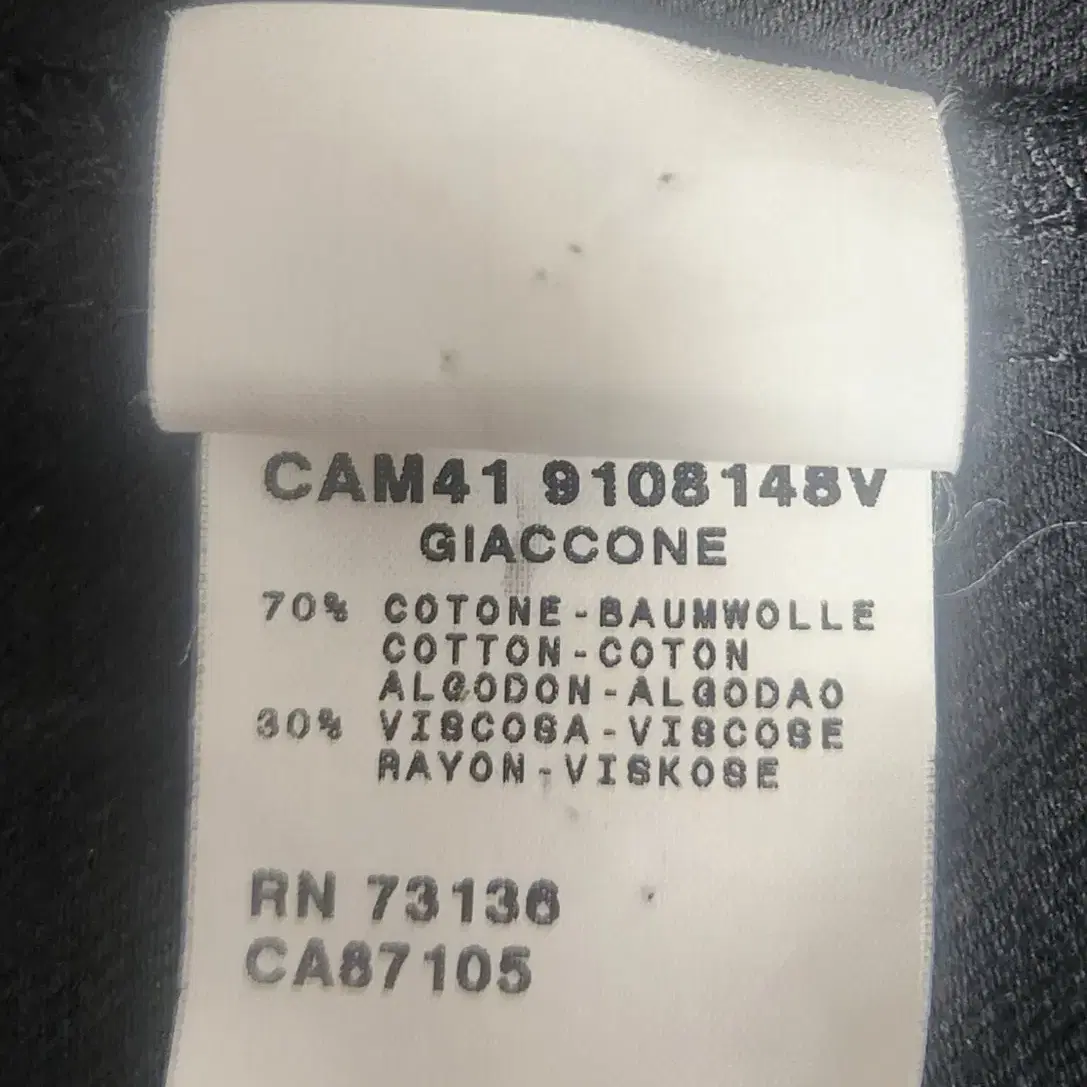 CAM41 9108148V
GIACCONE
70% COTONE-BAUMWOLLE
COTTON-COTON
ALGODON-ALGODAO
30% VISCOSA-VISCOSE
RAYON-VISKOSE
RN 73136
CA87105